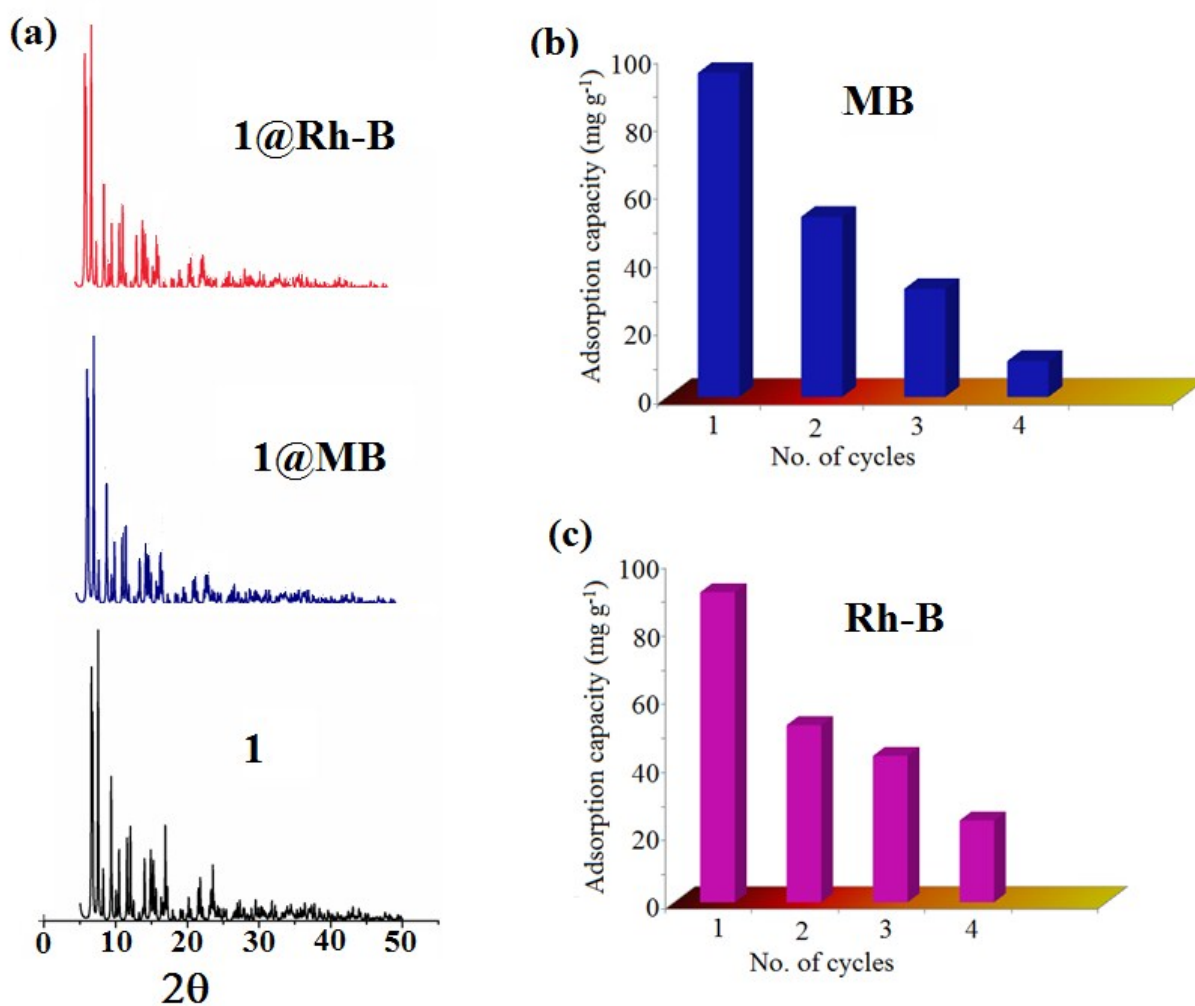 (a)
1@Rh-B
1@MB
1
0 10 20 30 40 50
2θ
(b)
MB
Adsorption capacity (mg g-1)
100
80
60
40
20
0
1 2 3 4
No. of cycles
(c)
Rh-B
Adsorption capacity (mg g-1)
100
80
60
40
20
0
1 2 3 4
No. of cycles